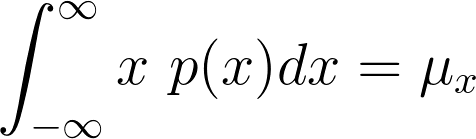 ∫_{-∞}^{∞} x p(x)dx = μ_x